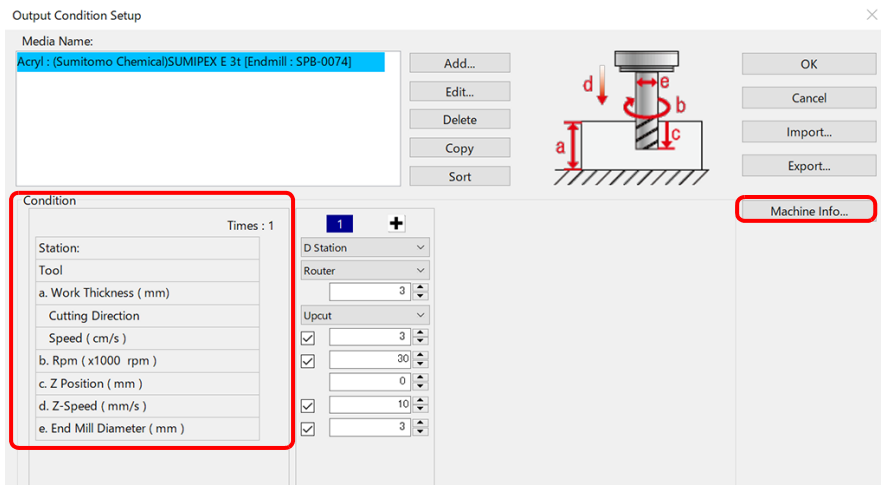 Output Condition Setup
Media Name:
Acryl : (Sumitomo Chemical)SUMIPEX E 3t [Endmill : SPB-0074]
Add...
Edit...
Delete
Copy
Sort
d
e
b
a
c
OK
Cancel
Import...
Export...
Machine Info...
Condition
Times : 1
1
+
Station:
D Station
Tool
Router
a. Work Thickness ( mm)
3
Cutting Direction
Upcut
Speed ( cm/s )
3
b. Rpm ( x1000 rpm )
30
c. Z Position ( mm )
0
d. Z-Speed ( mm/s )
10
e. End Mill Diameter ( mm )
3